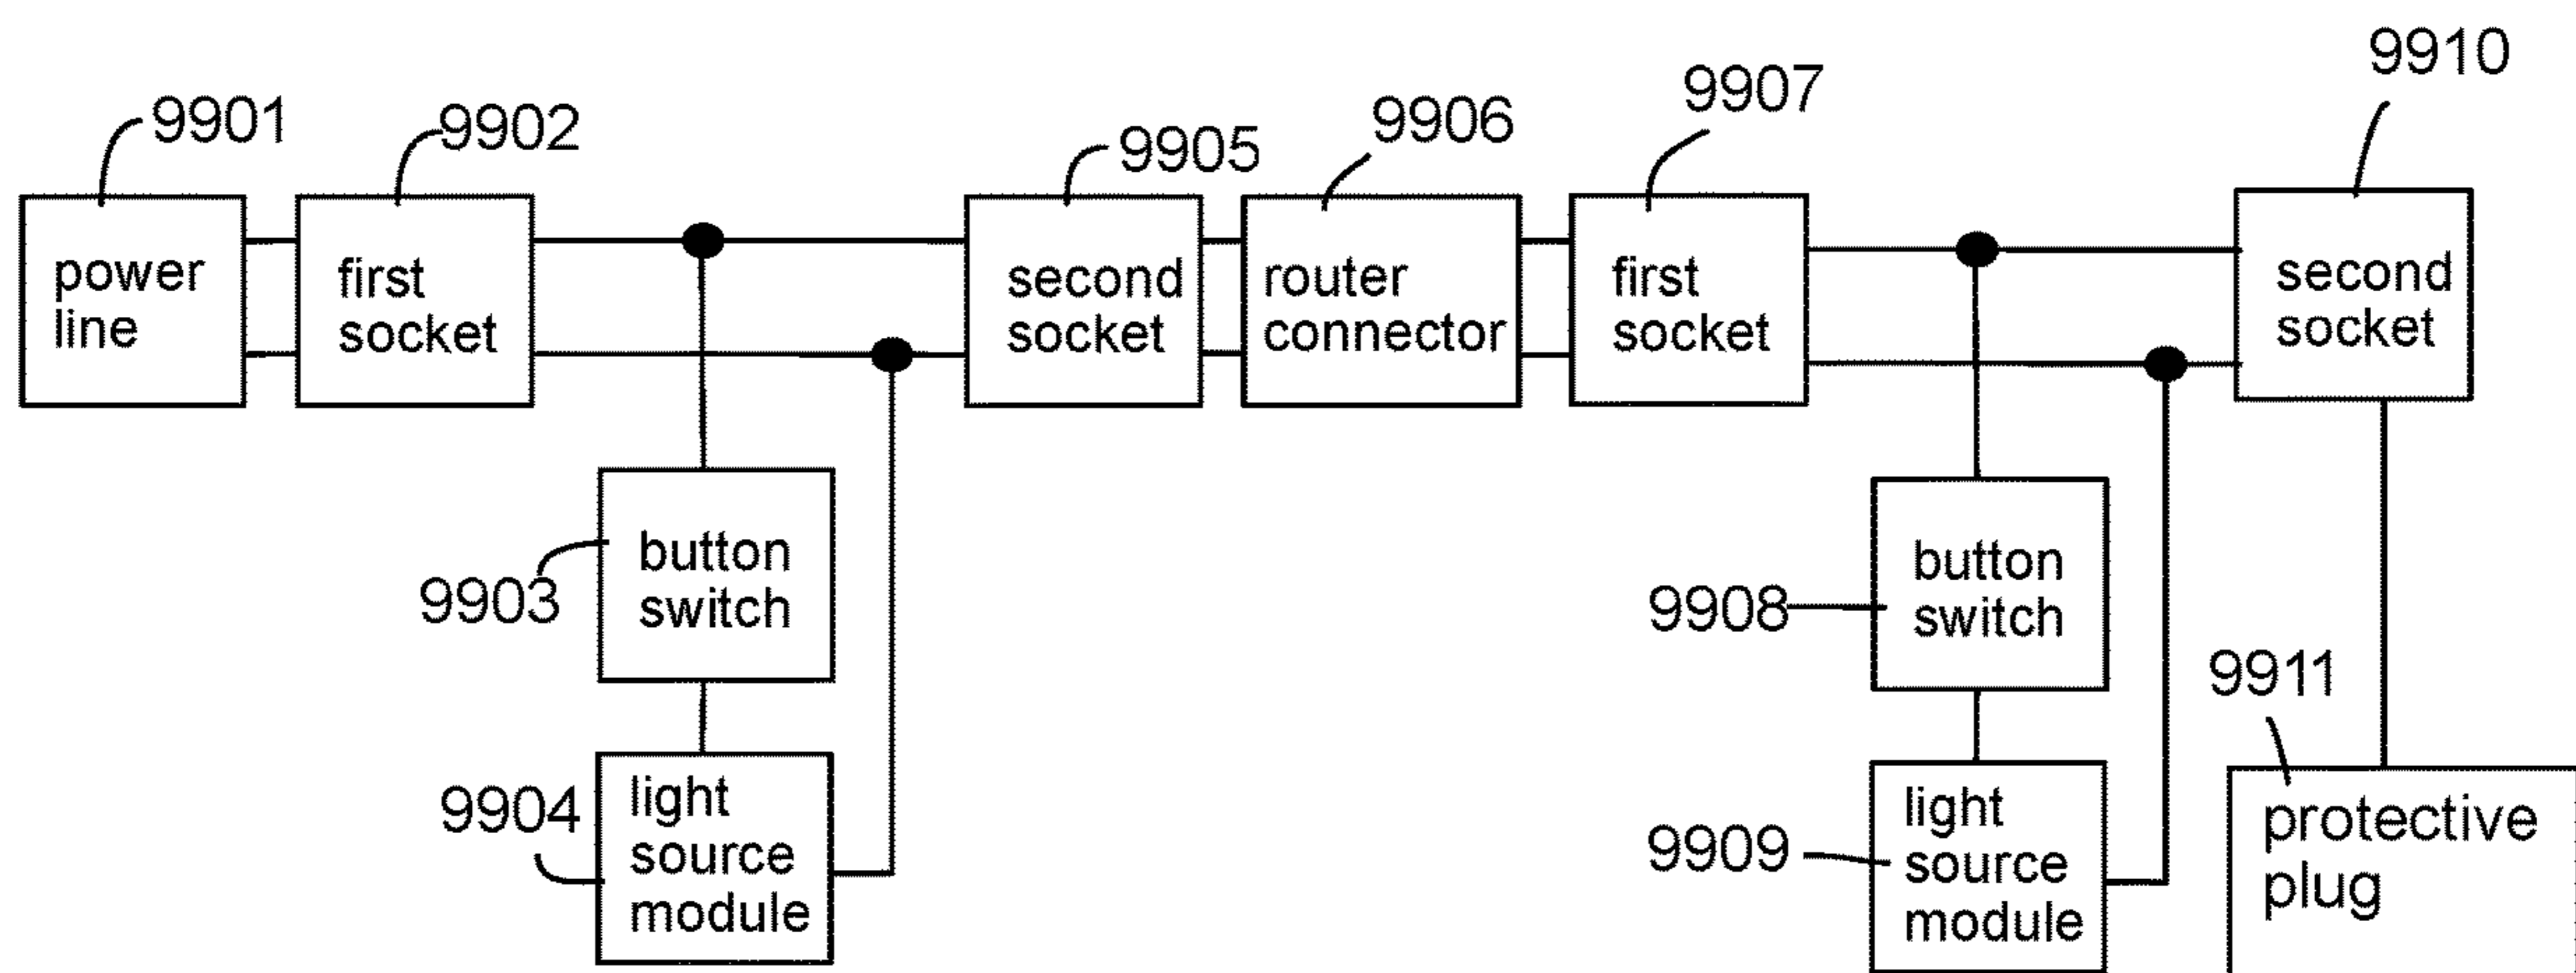 9901
9902
9905
9906
9907
9910
power
line
first
socket
second
socket
router
connector
first
socket
second
socket
9903
button
switch
9908
button
switch
9904
light
source
module
9909
light
source
module
9911
protective
plug